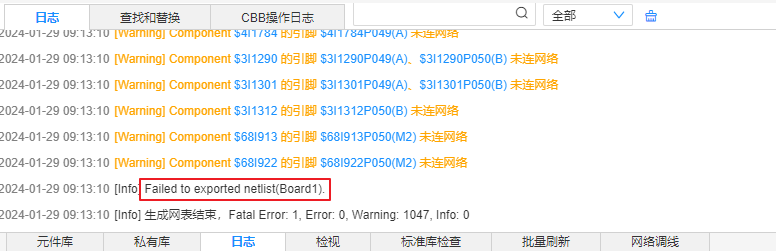 日志 查找和替换 CBB操作日志 全部
2024-01-29 09:13:10 [Warning] Component $4I1784 的引脚 $4I1784P049(A) 未连网络
2024-01-29 09:13:10 [Warning] Component $3I1290 的引脚 $3I1290P049(A)、$3I1290P050(B) 未连网络
2024-01-29 09:13:10 [Warning] Component $3I1301 的引脚 $3I1301P049(A)、$3I1301P050(B) 未连网络
2024-01-29 09:13:10 [Warning] Component $3I1312 的引脚 $3I1312P050(B) 未连网络
2024-01-29 09:13:10 [Warning] Component $68I913 的引脚 $68I913P050(M2) 未连网络
2024-01-29 09:13:10 [Warning] Component $68I922 的引脚 $68I922P050(M2) 未连网络
2024-01-29 09:13:10 [Info] Failed to exported netlist(Board1).
2024-01-29 09:13:10 [Info] 生成网表结束，Fatal Error: 1, Error: 0, Warning: 1047, Info: 0
元件库 私有库 日志 检视 标准库检查 批量刷新 网络调线